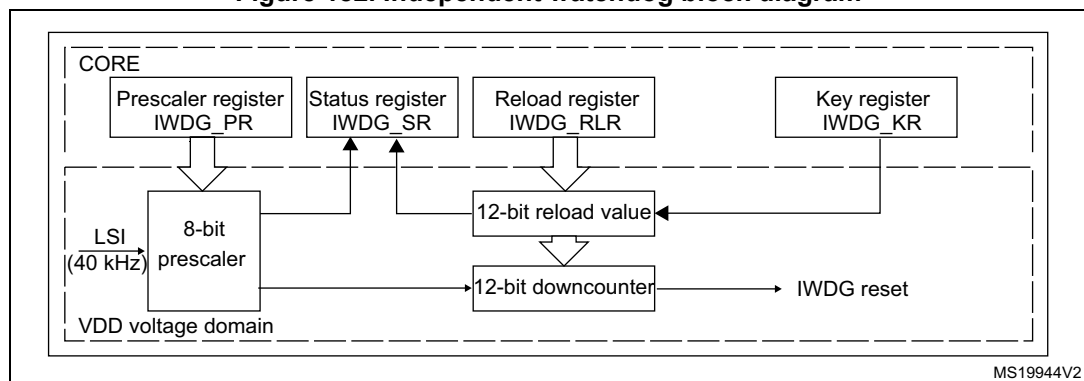 CORE
Prescaler register
IWDG_PR
Status register
IWDG_SR
Reload register
IWDG_RLR
Key register
IWDG_KR
LSI
(40 kHz)
8-bit
prescaler
12-bit reload value
12-bit downcounter
IWDG reset
VDD voltage domain
MS19944V2